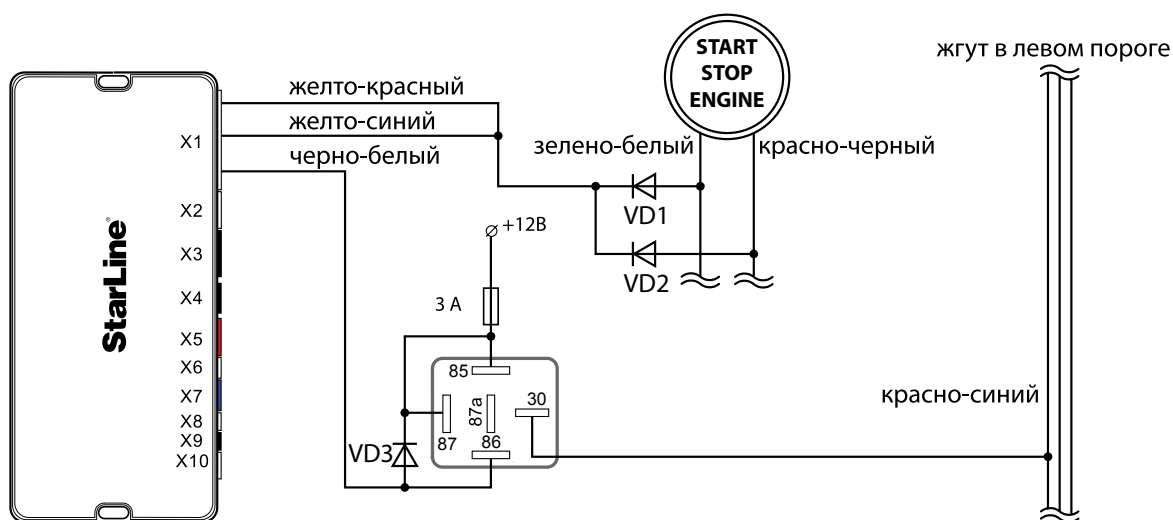 START
STOP
ENGINE
жгут в левом пороге
желто-красный
желто-синий
черно-белый
зелено-белый
красно-черный
X1
X2
X3
X4
X5
X6
X7
X8
X9
X10
StarLine®
VD1
VD2
+12В
3 А
85
30
87a
87
86
VD3
красно-синий